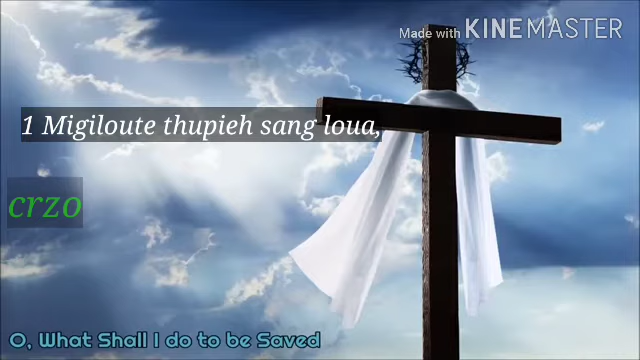 Made with KINEMASTER
1 Migiloute thupieh sang loua,
crzo
O, What Shall I do to be Saved